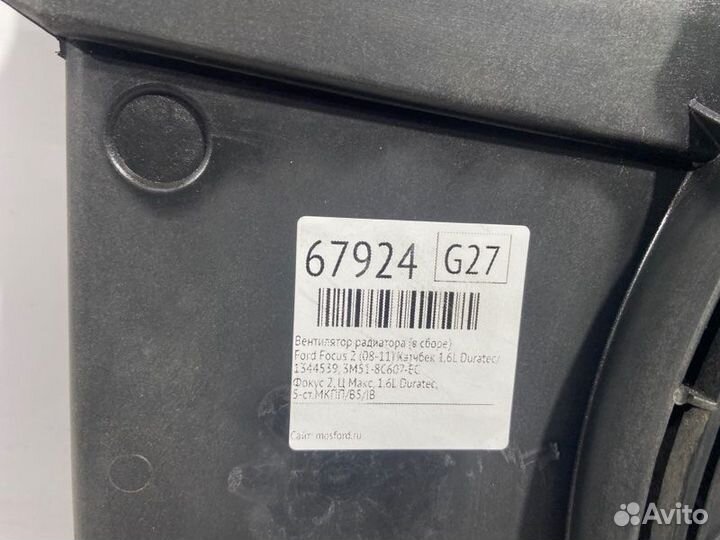 67924 G27
Вентилятор радиатора (в сборе)
Ford Focus 2 (08-11) Хатчбек 1.6L Duratec/
1344539, 3M51-8C607-EC
Фокус 2, Ц Макс, 1.6L Duratec,
5-ст.МКПП/B5/IB
Сайт: mosford.ru
Avito